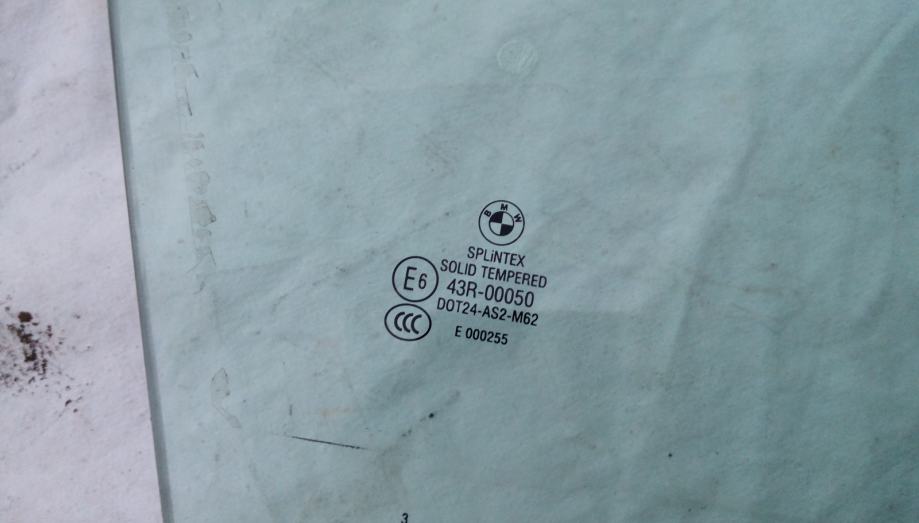 BMW
SPLiNTEX
SOLID TEMPERED
E6 43R-00050
DOT24-AS2-M62
CCC
E 000255
3